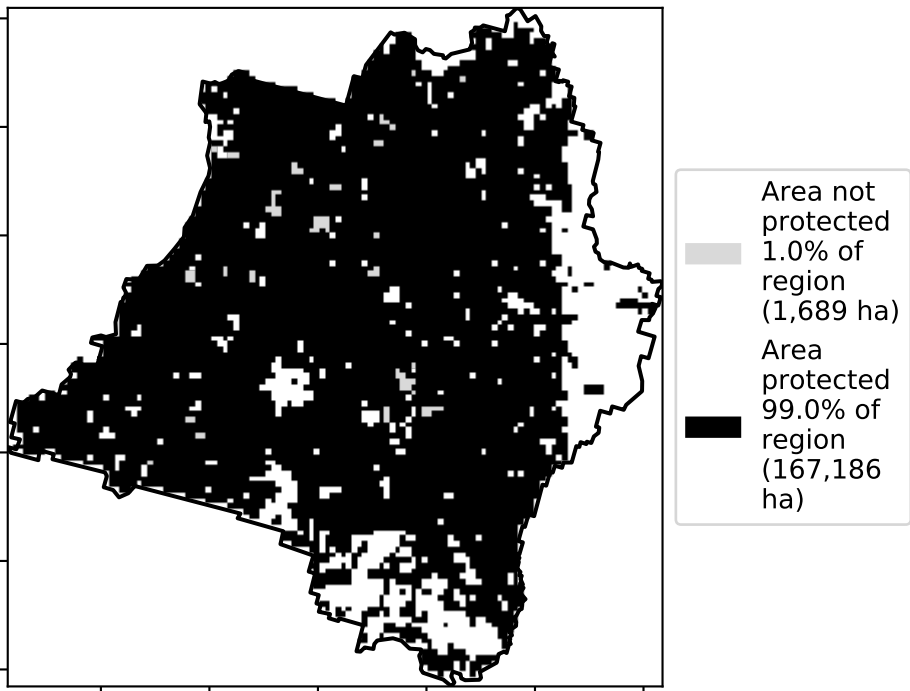 Area not
protected
1.0% of
region
(1,689 ha)
Area
protected
99.0% of
region
(167,186
ha)